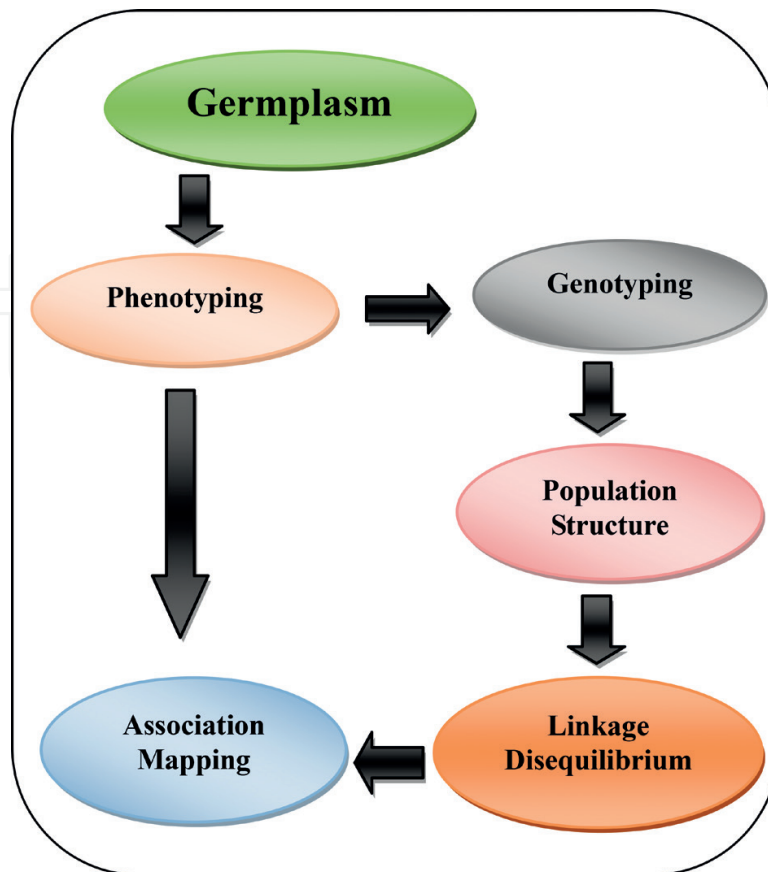 Germplasm
Phenotyping
Genotyping
Population
Structure
Association
Mapping
Linkage
Disequilibrium